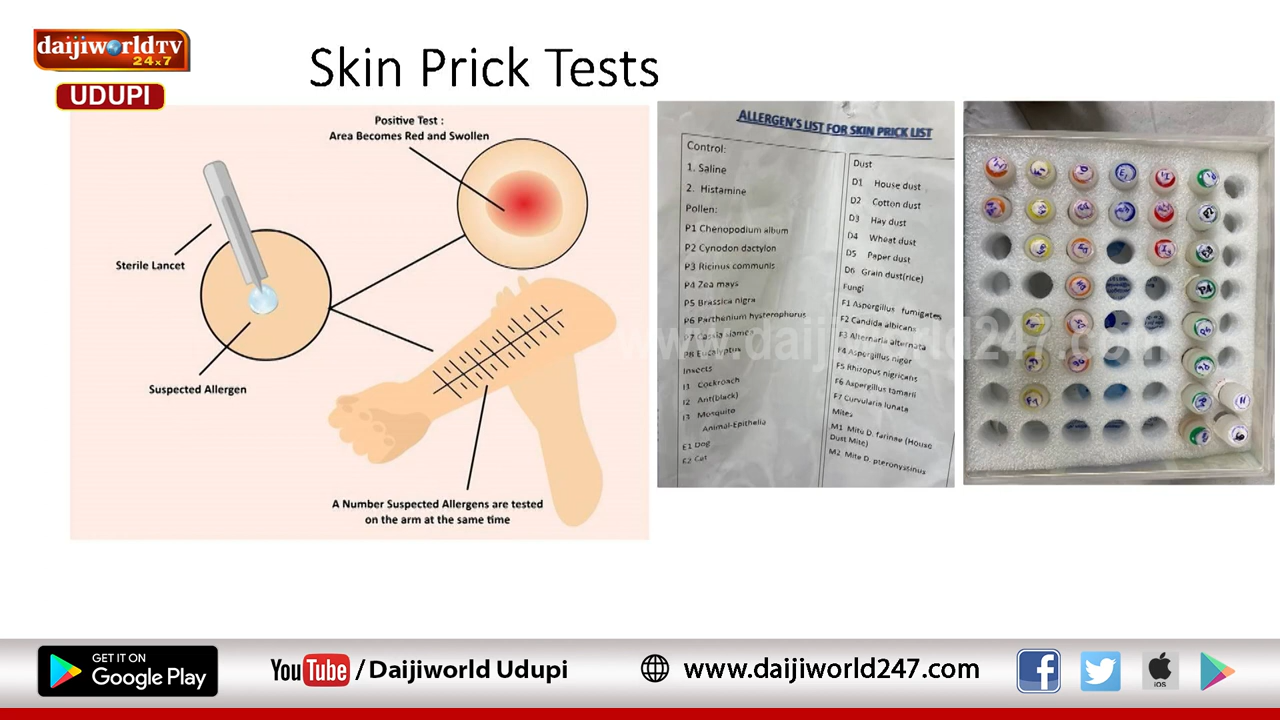 daijiworldTV
24x7
UDUPI
Skin Prick Tests
Positive Test :
Area Becomes Red and Swollen
Sterile Lancet
Suspected Allergen
A Number Suspected Allergens are tested
on the arm at the same time
ALLERGEN'S LIST FOR SKIN PRICK LIST
Control:
1. Saline
2. Histamine
Pollen:
P1 Chenopodium album
P2 Cynodon dactylon
P3 Ricinus communis
P4 Zea mays
P5 Brassica nigra
P6 Parthenium hysterophurus
P7 Cassia
P8 Eucalyptus
Insects
I1 Cockroach
I2 Ant(black)
I3 Mosquito
Animal-Epithelia
E1 Dog
E2 Cat
Dust
D1 House dust
D2 Cotton dust
D3 Hay dust
D4 Wheat dust
D5 Paper dust
D6 Grain dust(rice)
Fungi
F1 Aspergillus fumigates
F2 Candida albicans
F3 Alternaria alternata
F4 Aspergillus niger
F5 Rhiropus nigricans
F6 Aspergillus tamarii
F7 Curvularia lunata
Mites
M1 Mite D. farinae (House
Dust Mite)
M2 Mite D. pteronystinus
www.daijiworld247.com
GET IT ON
Google Play
YouTube / Daijiworld Udupi
www.daijiworld247.com
iOS